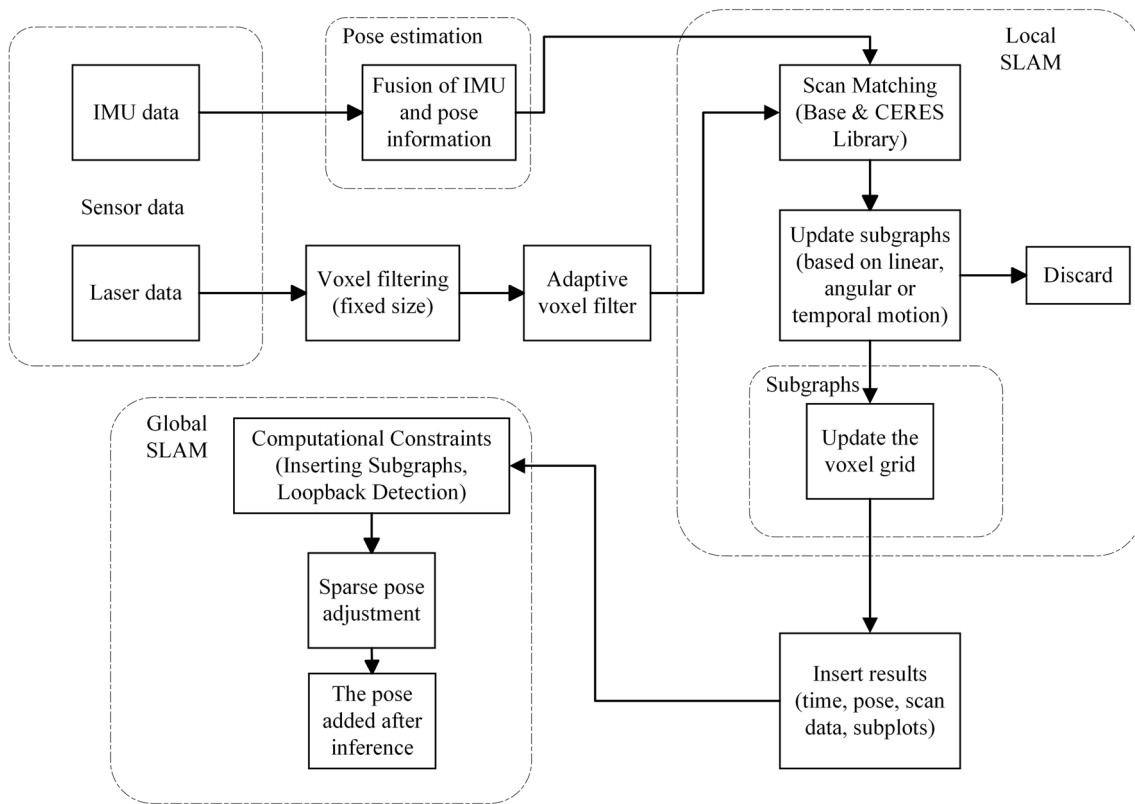 Pose estimation
Local
SLAM
IMU data
Fusion of IMU
and pose
information
Scan Matching
(Base & CERES
Library)
Sensor data
Laser data
Voxel filtering
(fixed size)
Adaptive
voxel filter
Update subgraphs
(based on linear,
angular or
temporal motion)
Discard
Subgraphs
Update the
voxel grid
Global
SLAM
Computational Constraints
(Inserting Subgraphs,
Loopback Detection)
Sparse pose
adjustment
The pose
added after
inference
Insert results
(time, pose, scan
data, subplots)